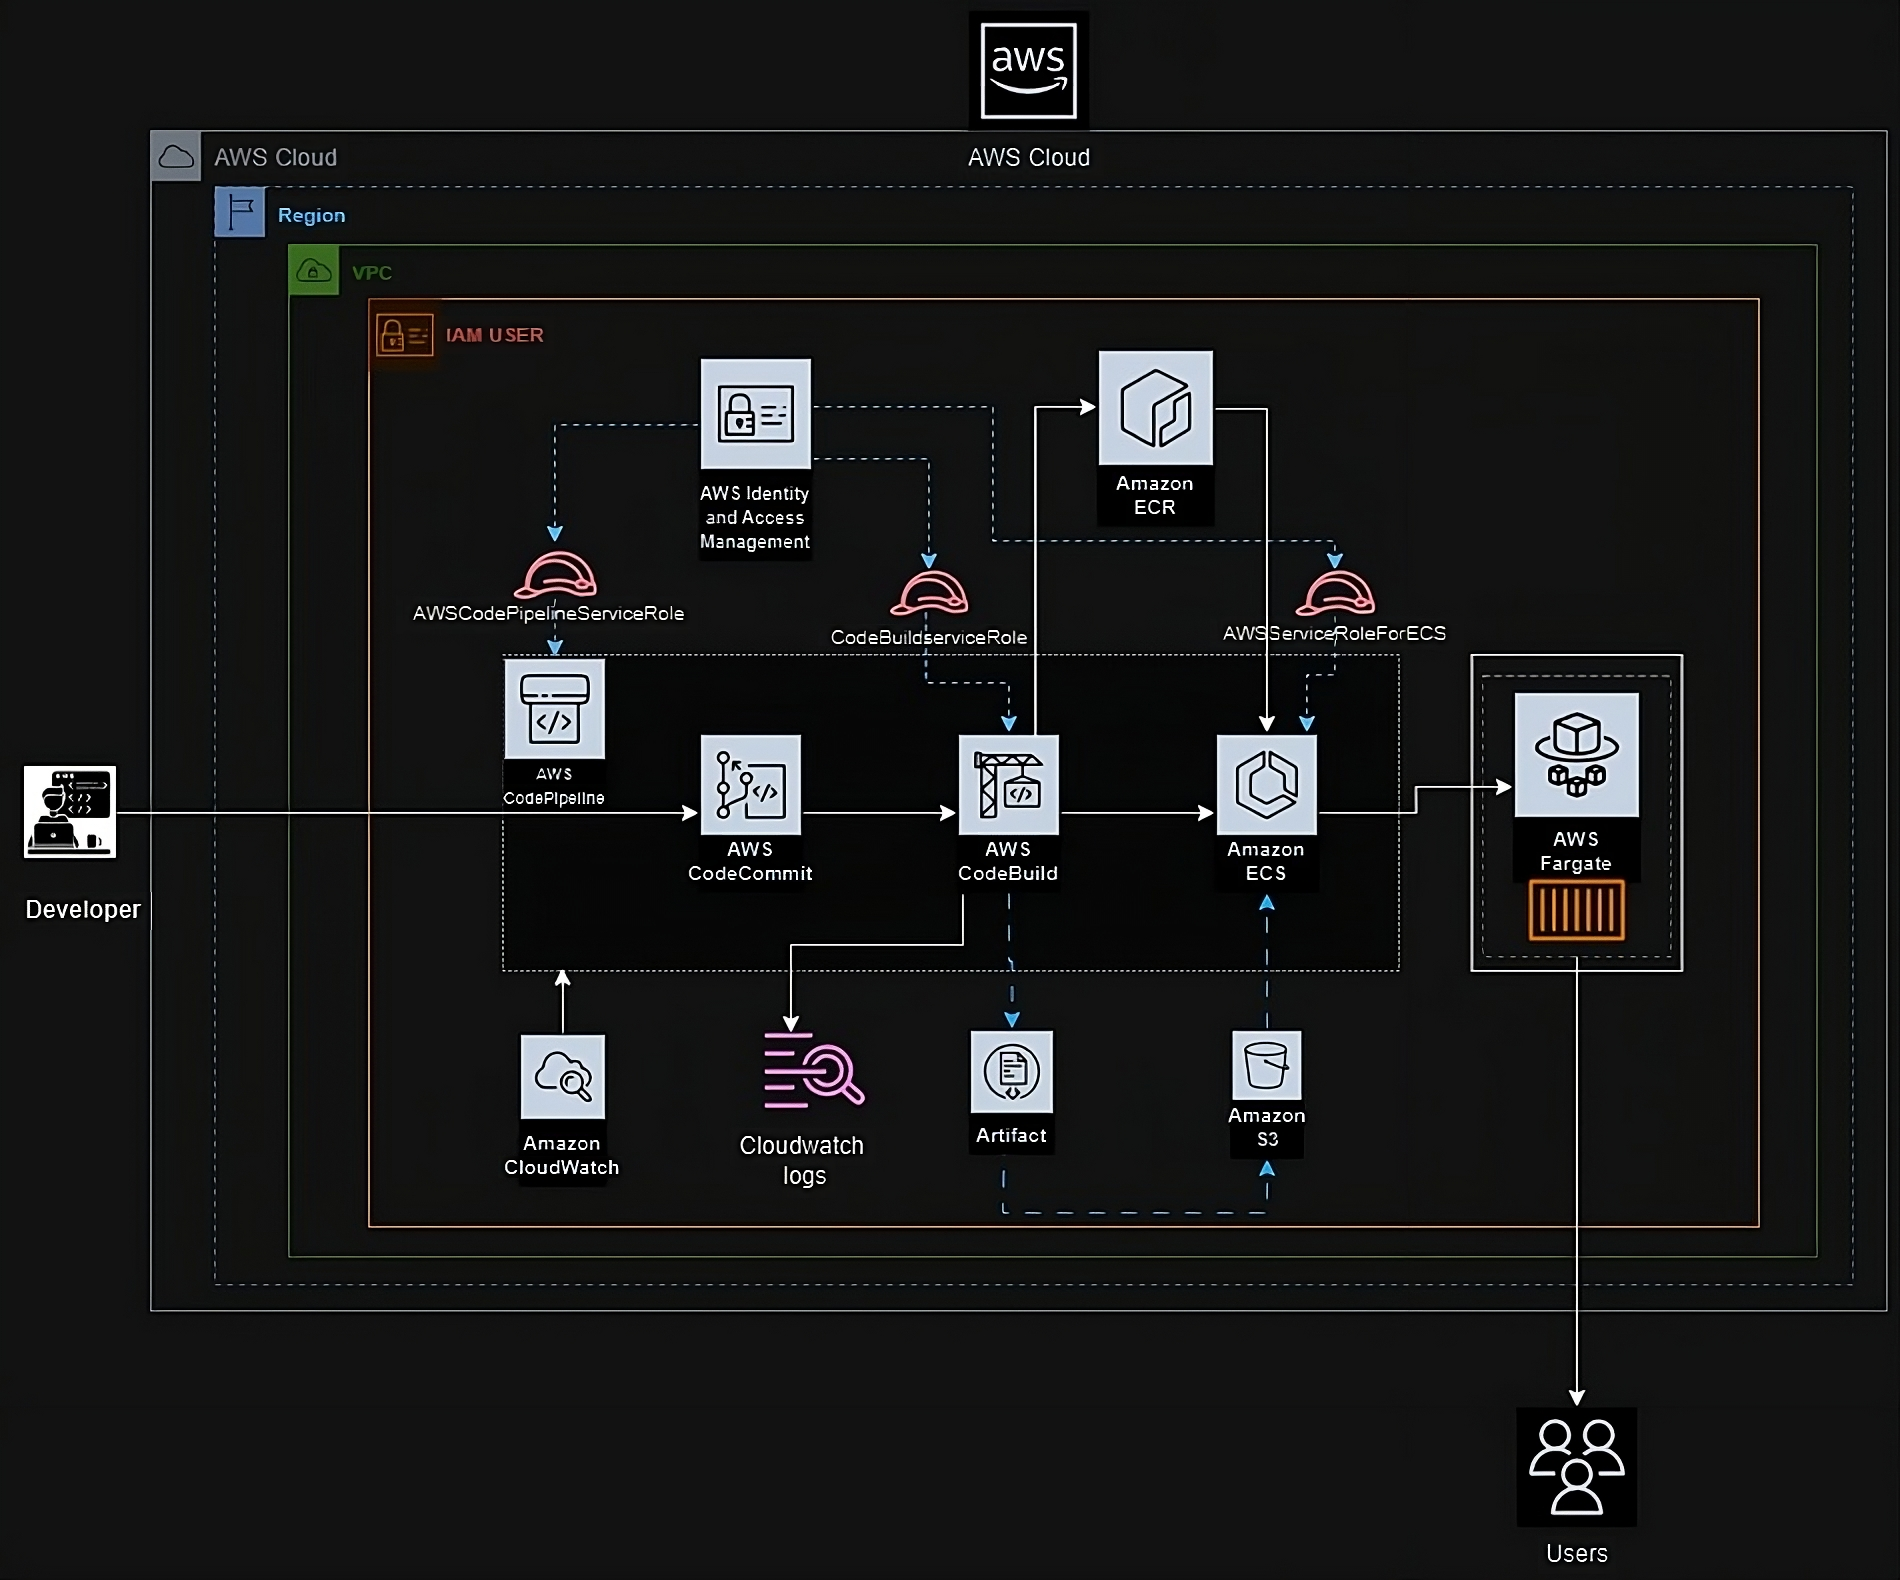 aws
AWS Cloud
AWS Cloud
Region
VPC
IAM USER
AWS Identity
and Access
Management
Amazon
ECR
AWSCodePipelineServiceRole
CodeBuildserviceRole
AWSServiceRoleForECS
AWS
CodePipeline
AWS
CodeCommit
AWS
CodeBuild
Amazon
ECS
AWS
Fargate
Developer
Amazon
CloudWatch
Cloudwatch
logs
Artifact
Amazon
S3
Users